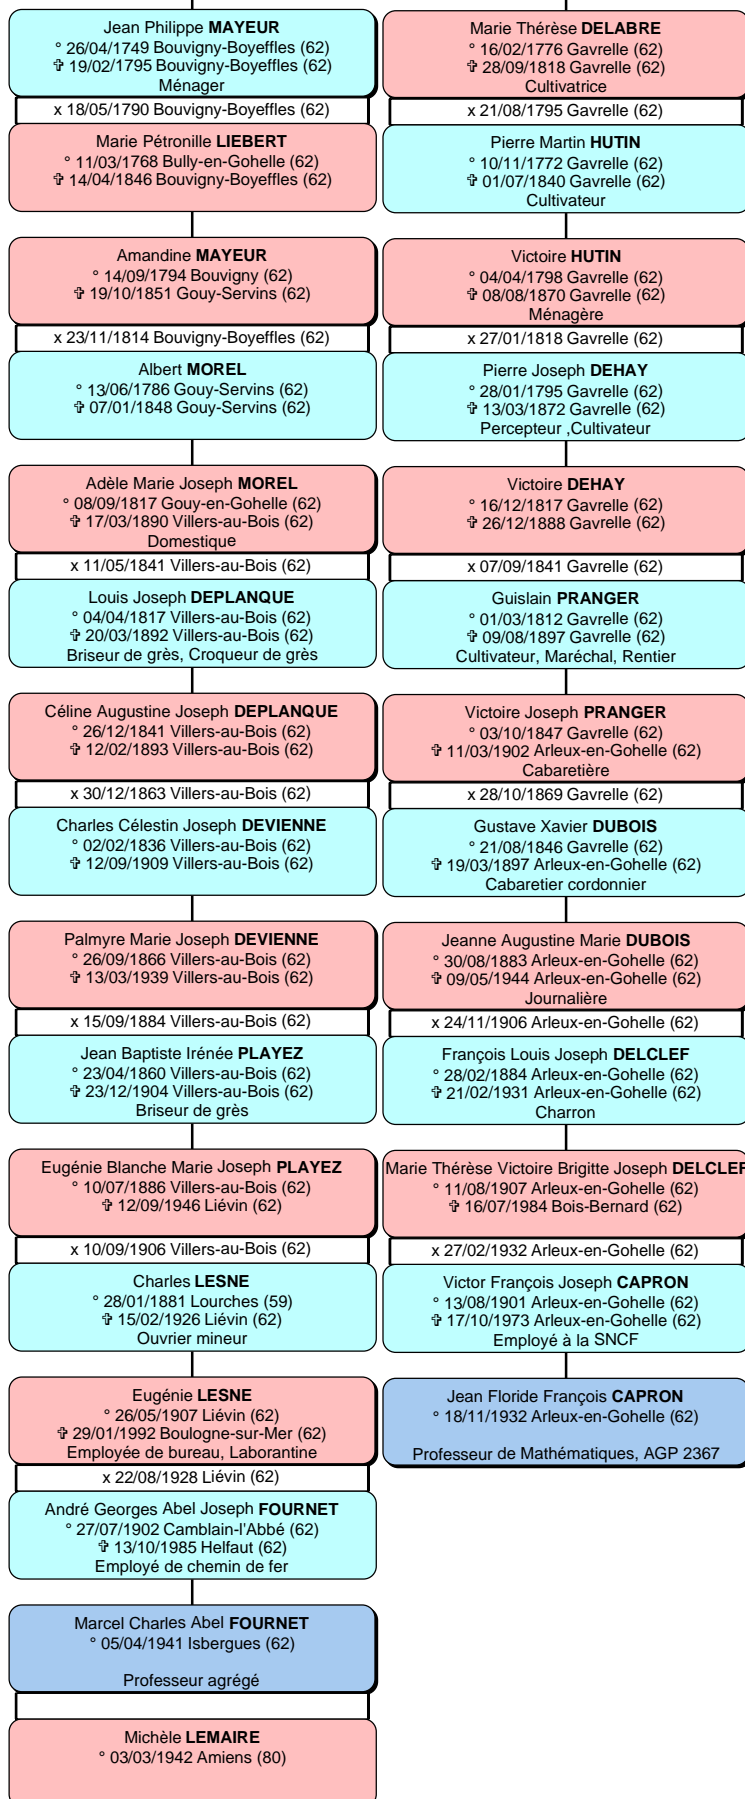 Jean Philippe MAYEUR
° 26/04/1749 Bouvigny-Boyeffles (62)
✞ 19/02/1795 Bouvigny-Boyeffles (62)
Ménager
x 18/05/1790 Bouvigny-Boyeffles (62)
Marie Pétronille LIEBERT
° 11/03/1768 Bully-en-Gohelle (62)
✞ 14/04/1846 Bouvigny-Boyeffles (62)
Amandine MAYEUR
° 14/09/1794 Bouvigny (62)
✞ 19/10/1851 Gouy-Servins (62)
x 23/11/1814 Bouvigny-Boyeffles (62)
Albert MOREL
° 13/06/1786 Gouy-Servins (62)
✞ 07/01/1848 Gouy-Servins (62)
Adèle Marie Joseph MOREL
° 08/09/1817 Gouy-en-Gohelle (62)
✞ 17/03/1890 Villers-au-Bois (62)
Domestique
x 11/05/1841 Villers-au-Bois (62)
Louis Joseph DEPLANQUE
° 04/04/1817 Villers-au-Bois (62)
✞ 20/03/1892 Villers-au-Bois (62)
Briseur de grès, Croqueur de grès
Céline Augustine Joseph DEPLANQUE
° 26/12/1841 Villers-au-Bois (62)
✞ 12/02/1893 Villers-au-Bois (62)
x 30/12/1863 Villers-au-Bois (62)
Charles Célestin Joseph DEVIENNE
° 02/02/1836 Villers-au-Bois (62)
✞ 12/09/1909 Villers-au-Bois (62)
Palmyre Marie Joseph DEVIENNE
° 26/09/1866 Villers-au-Bois (62)
✞ 13/03/1939 Villers-au-Bois (62)
x 15/09/1884 Villers-au-Bois (62)
Jean Baptiste Irénée PLAYEZ
° 23/04/1860 Villers-au-Bois (62)
✞ 23/12/1904 Villers-au-Bois (62)
Briseur de grès
Eugénie Blanche Marie Joseph PLAYEZ
° 10/07/1886 Villers-au-Bois (62)
✞ 12/09/1946 Liévin (62)
x 10/09/1906 Villers-au-Bois (62)
Charles LESNE
° 28/01/1881 Lourches (59)
✞ 15/02/1926 Liévin (62)
Ouvrier mineur
Eugénie LESNE
° 26/05/1907 Liévin (62)
✞ 29/01/1992 Boulogne-sur-Mer (62)
Employée de bureau, Laborantine
x 22/08/1928 Liévin (62)
André Georges Abel Joseph FOURNET
° 27/07/1902 Camblain-l'Abbé (62)
✞ 13/10/1985 Helfaut (62)
Employé de chemin de fer
Marcel Charles Abel FOURNET
° 05/04/1941 Isbergues (62)
Professeur agrégé
Michèle LEMAIRE
° 03/03/1942 Amiens (80)
Marie Thérèse DELABRE
° 16/02/1776 Gavrelle (62)
✞ 28/09/1818 Gavrelle (62)
Cultivatrice
x 21/08/1795 Gavrelle (62)
Pierre Martin HUTIN
° 10/11/1772 Gavrelle (62)
✞ 01/07/1840 Gavrelle (62)
Cultivateur
Victoire HUTIN
° 04/04/1798 Gavrelle (62)
✞ 08/08/1870 Gavrelle (62)
Ménagère
x 27/01/1818 Gavrelle (62)
Pierre Joseph DEHAY
° 28/01/1795 Gavrelle (62)
✞ 13/03/1872 Gavrelle (62)
Percepteur ,Cultivateur
Victoire DEHAY
° 16/12/1817 Gavrelle (62)
✞ 26/12/1888 Gavrelle (62)
x 07/09/1841 Gavrelle (62)
Guislain PRANGER
° 01/03/1812 Gavrelle (62)
✞ 09/08/1897 Gavrelle (62)
Cultivateur, Maréchal, Rentier
Victoire Joseph PRANGER
° 03/10/1847 Gavrelle (62)
✞ 11/03/1902 Arleux-en-Gohelle (62)
Cabaretière
x 28/10/1869 Gavrelle (62)
Gustave Xavier DUBOIS
° 21/08/1846 Gavrelle (62)
✞ 19/03/1897 Arleux-en-Gohelle (62)
Cabaretier cordonnier
Jeanne Augustine Marie DUBOIS
° 30/08/1883 Arleux-en-Gohelle (62)
✞ 09/05/1944 Arleux-en-Gohelle (62)
Journalière
x 24/11/1906 Arleux-en-Gohelle (62)
François Louis Joseph DELCLEF
° 28/02/1884 Arleux-en-Gohelle (62)
✞ 21/02/1931 Arleux-en-Gohelle (62)
Charron
Marie Thérèse Victoire Brigitte Joseph DELCLEF
° 11/08/1907 Arleux-en-Gohelle (62)
✞ 16/07/1984 Bois-Bernard (62)
x 27/02/1932 Arleux-en-Gohelle (62)
Victor François Joseph CAPRON
° 13/08/1901 Arleux-en-Gohelle (62)
✞ 17/10/1973 Arleux-en-Gohelle (62)
Employé à la SNCF
Jean Floride François CAPRON
° 18/11/1932 Arleux-en-Gohelle (62)
Professeur de Mathématiques, AGP 2367